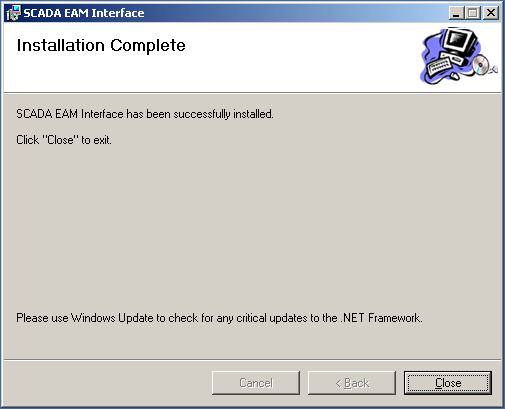 SCADA EAM Interface
Installation Complete
SCADA EAM Interface has been successfully installed.
Click "Close" to exit.
Please use Windows Update to check for any critical updates to the .NET Framework.
Cancel
< Back
Close